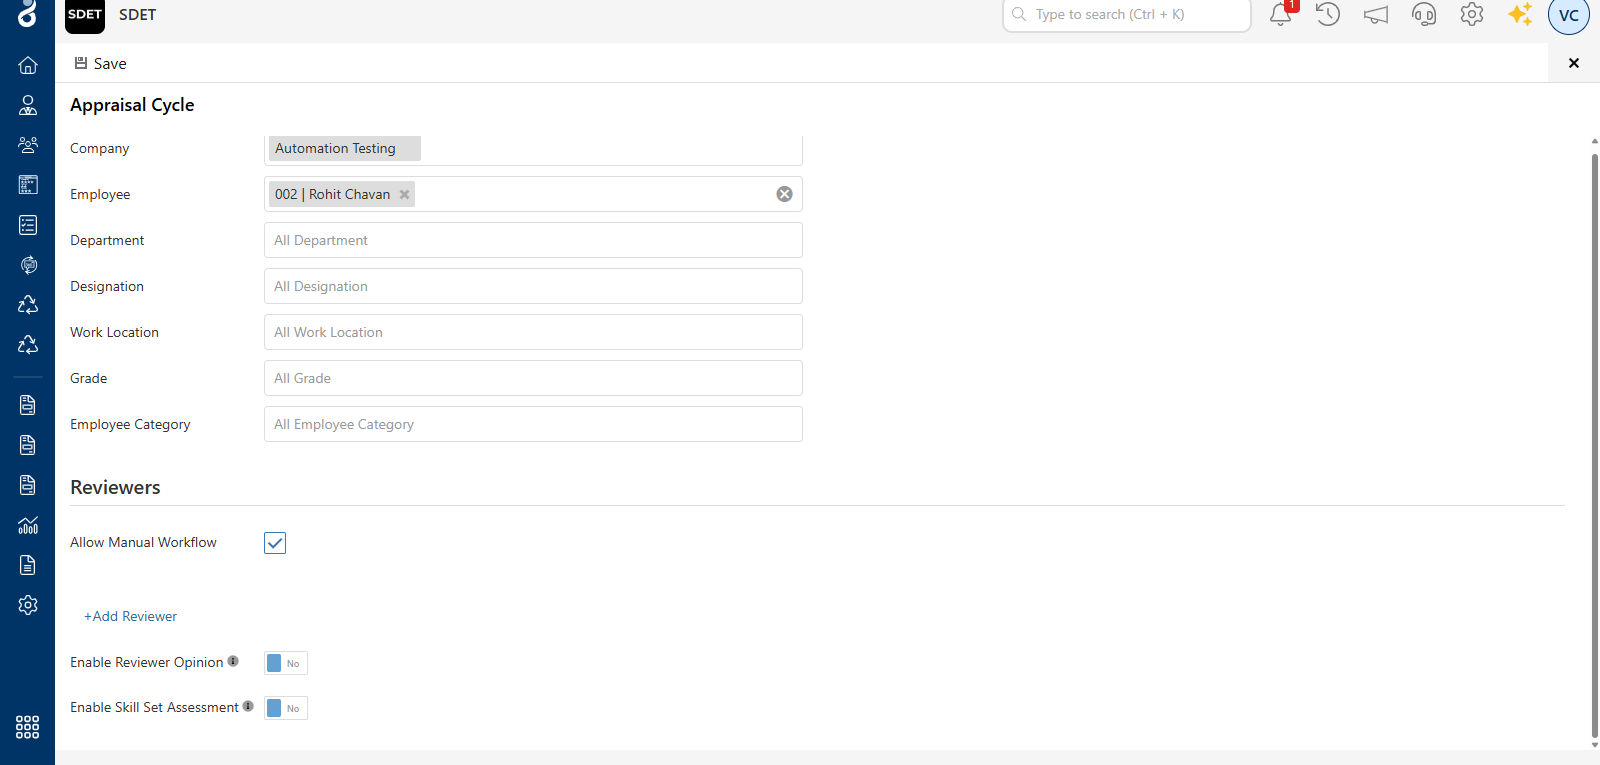 SDET SDET Type to search (Ctrl + K) 1 VC
Save
Appraisal Cycle
Company Automation Testing
Employee 002 | Rohit Chavan
Department All Department
Designation All Designation
Work Location All Work Location
Grade All Grade
Employee Category All Employee Category
Reviewers
Allow Manual Workflow
+Add Reviewer
Enable Reviewer Opinion No
Enable Skill Set Assessment No